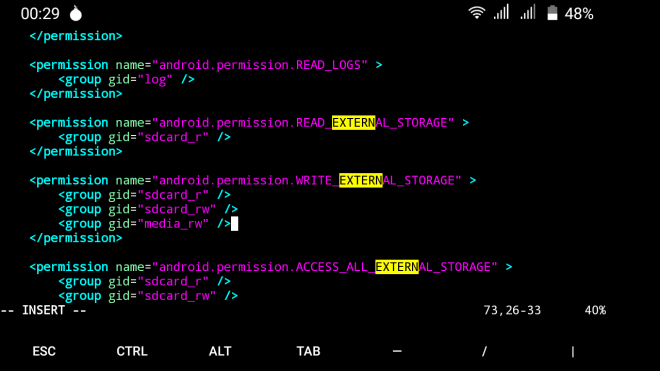 00:29 48%
</permission>
<permission name="android.permission.READ_LOGS" >
<group gid="log" />
</permission>
<permission name="android.permission.READ_EXTERNAL_STORAGE" >
<group gid="sdcard_r" />
</permission>
<permission name="android.permission.WRITE_EXTERNAL_STORAGE" >
<group gid="sdcard_r" />
<group gid="sdcard_rw" />
<group gid="media_rw" />
</permission>
<permission name="android.permission.ACCESS_ALL_EXTERNAL_STORAGE" >
<group gid="sdcard_r" />
<group gid="sdcard_rw" />
-- INSERT -- 73,26-33 40%
ESC CTRL ALT TAB — / |